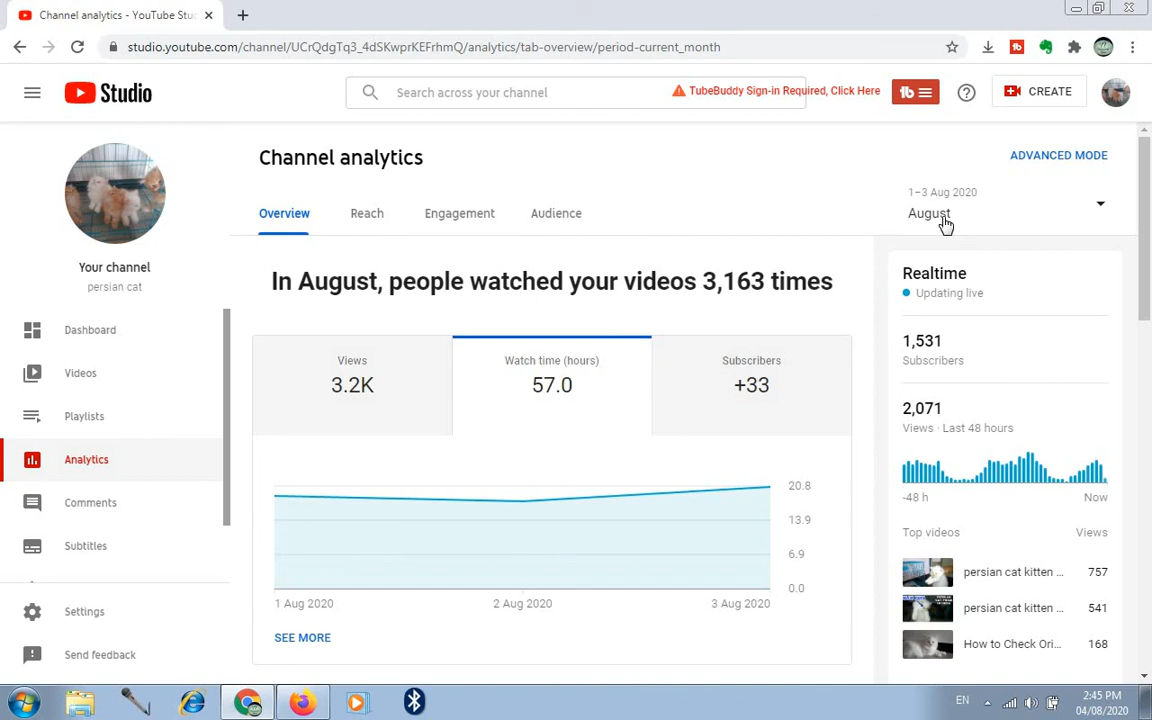 Channel analytics - YouTube Stu
studio.youtube.com/channel/UCrQdgTq3_4dSKwprKEFrhmQ/analytics/tab-overview/period-current_month
Studio
Search across your channel
TubeBuddy Sign-in Required, Click Here
tb
CREATE
Your channel
persian cat
Dashboard
Videos
Playlists
Analytics
Comments
Subtitles
Settings
Send feedback
Channel analytics
ADVANCED MODE
Overview
Reach
Engagement
Audience
1–3 Aug 2020
August
In August, people watched your videos 3,163 times
Views
3.2K
Watch time (hours)
57.0
Subscribers
+33
20.8
13.9
6.9
0.0
1 Aug 2020
2 Aug 2020
3 Aug 2020
SEE MORE
Realtime
Updating live
1,531
Subscribers
2,071
Views · Last 48 hours
-48 h
Now
Top videos
Views
persian cat kitten ...
757
persian cat kitten ...
541
How to Check Ori...
168
EN
2:45 PM
04/08/2020